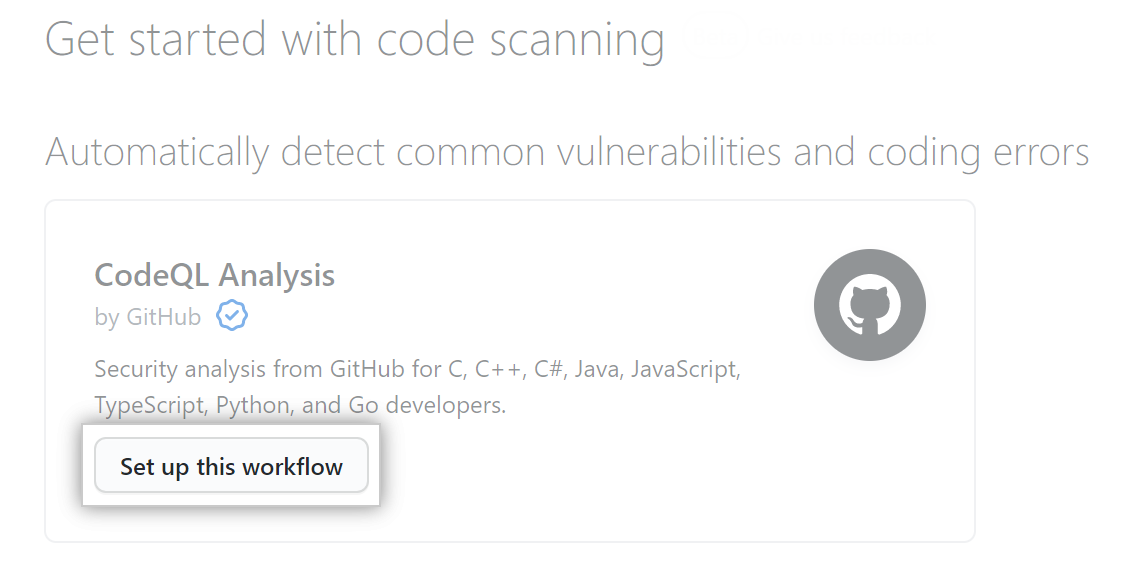 Get started with code scanning
Automatically detect common vulnerabilities and coding errors
CodeQL Analysis
by GitHub
Security analysis from GitHub for C, C++, C#, Java, JavaScript,
TypeScript, Python, and Go developers.
Set up this workflow